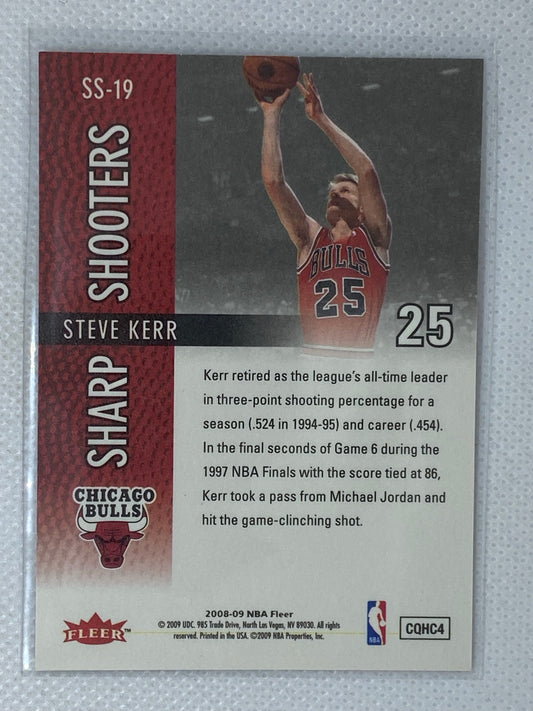 SS-19
SHARP SHOOTERS
BULLS
25
STEVE KERR
25
Kerr retired as the league's all-time leader
in three-point shooting percentage for a
season (.524 in 1994-95) and career (.454).
In the final seconds of Game 6 during the
1997 NBA Finals with the score tied at 86,
Kerr took a pass from Michael Jordan and
hit the game-clinching shot.
CHICAGO
BULLS
2008-09 NBA Fleer
© 2009 UDC. 985 Trade Drive, North Las Vegas, NV 89030. All rights
reserved. Printed in the USA. ©2009 NBA Properties, Inc.
FLEER
NBA
CQHC4